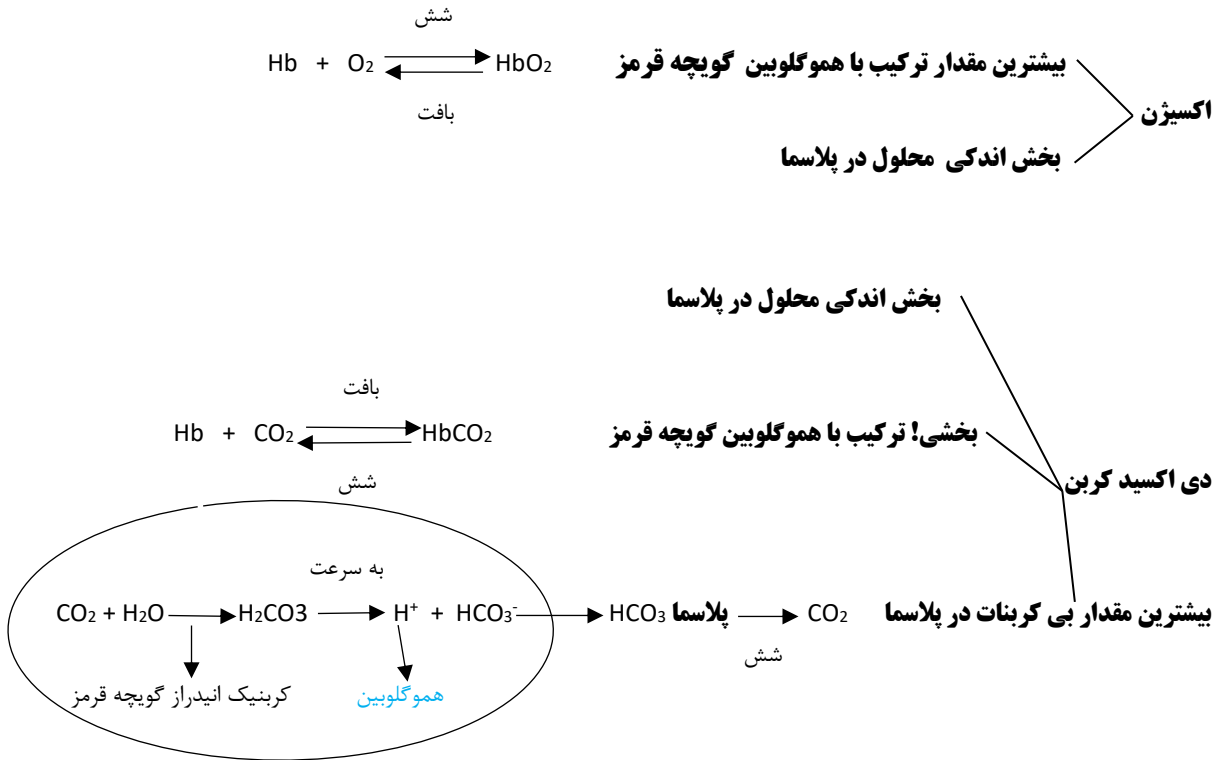 شش
بیشترین مقدار ترکیب با هموگلوبین گویچه قرمز Hb + O₂ HbO₂
بافت
اکسیژن
بخش اندکی محلول در پلاسما
بخش اندکی محلول در پلاسما
بافت
بخشی! ترکیب با هموگلوبین گویچه قرمز Hb + CO₂ HbCO₂
شش
دی اکسید کربن
به سرعت
بیشترین مقدار بی کربنات در پلاسما CO₂ + H₂O H₂CO3 H⁺ + HCO₃⁻ HCO₃ پلاسما CO₂
شش
کربنیک انیدراز گویچه قرمز هموگلوبین